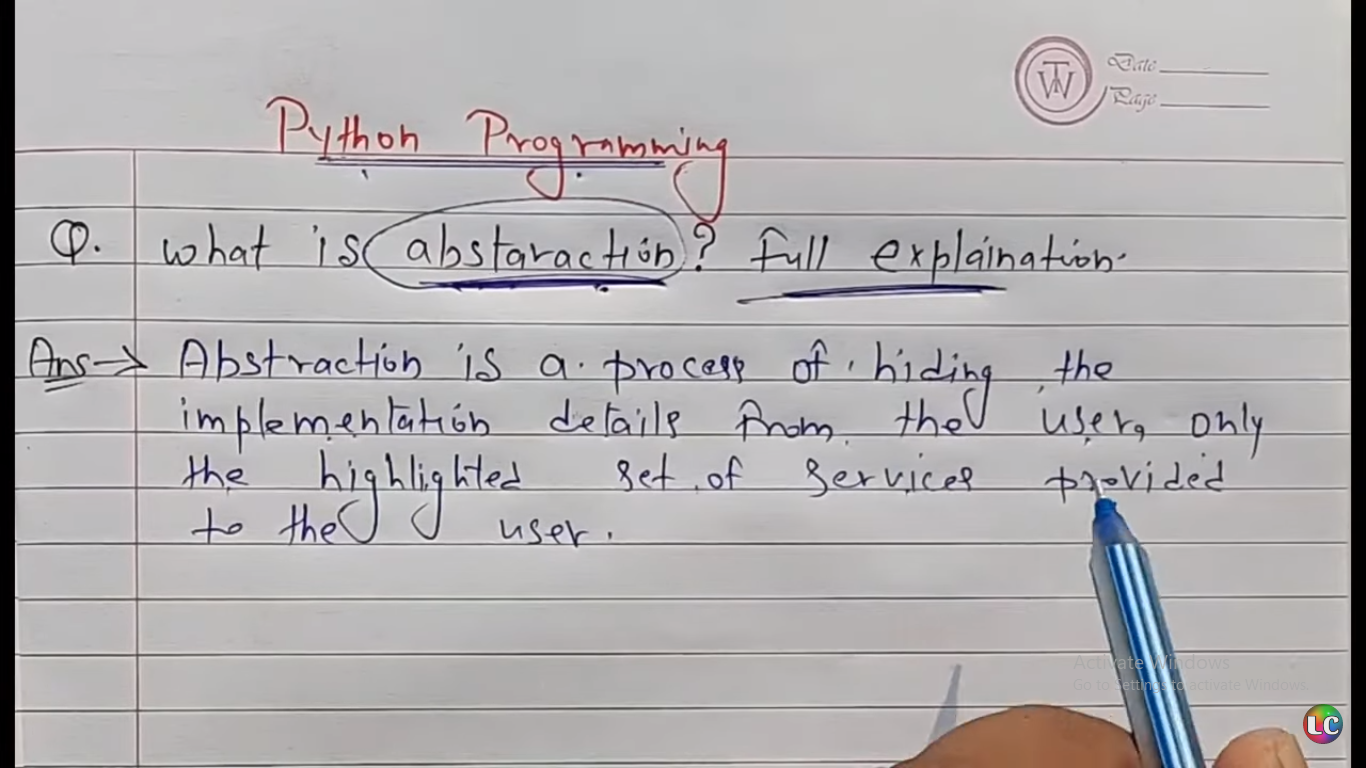 Date
Page
Python Programming
Q. what is abstaraction? full explaination.
Ans → Abstraction is a process of hiding the
implementation details from the user, only
the highlighted set of services provided
to the user.
Activate Windows
Go to Settings to activate Windows.
LC